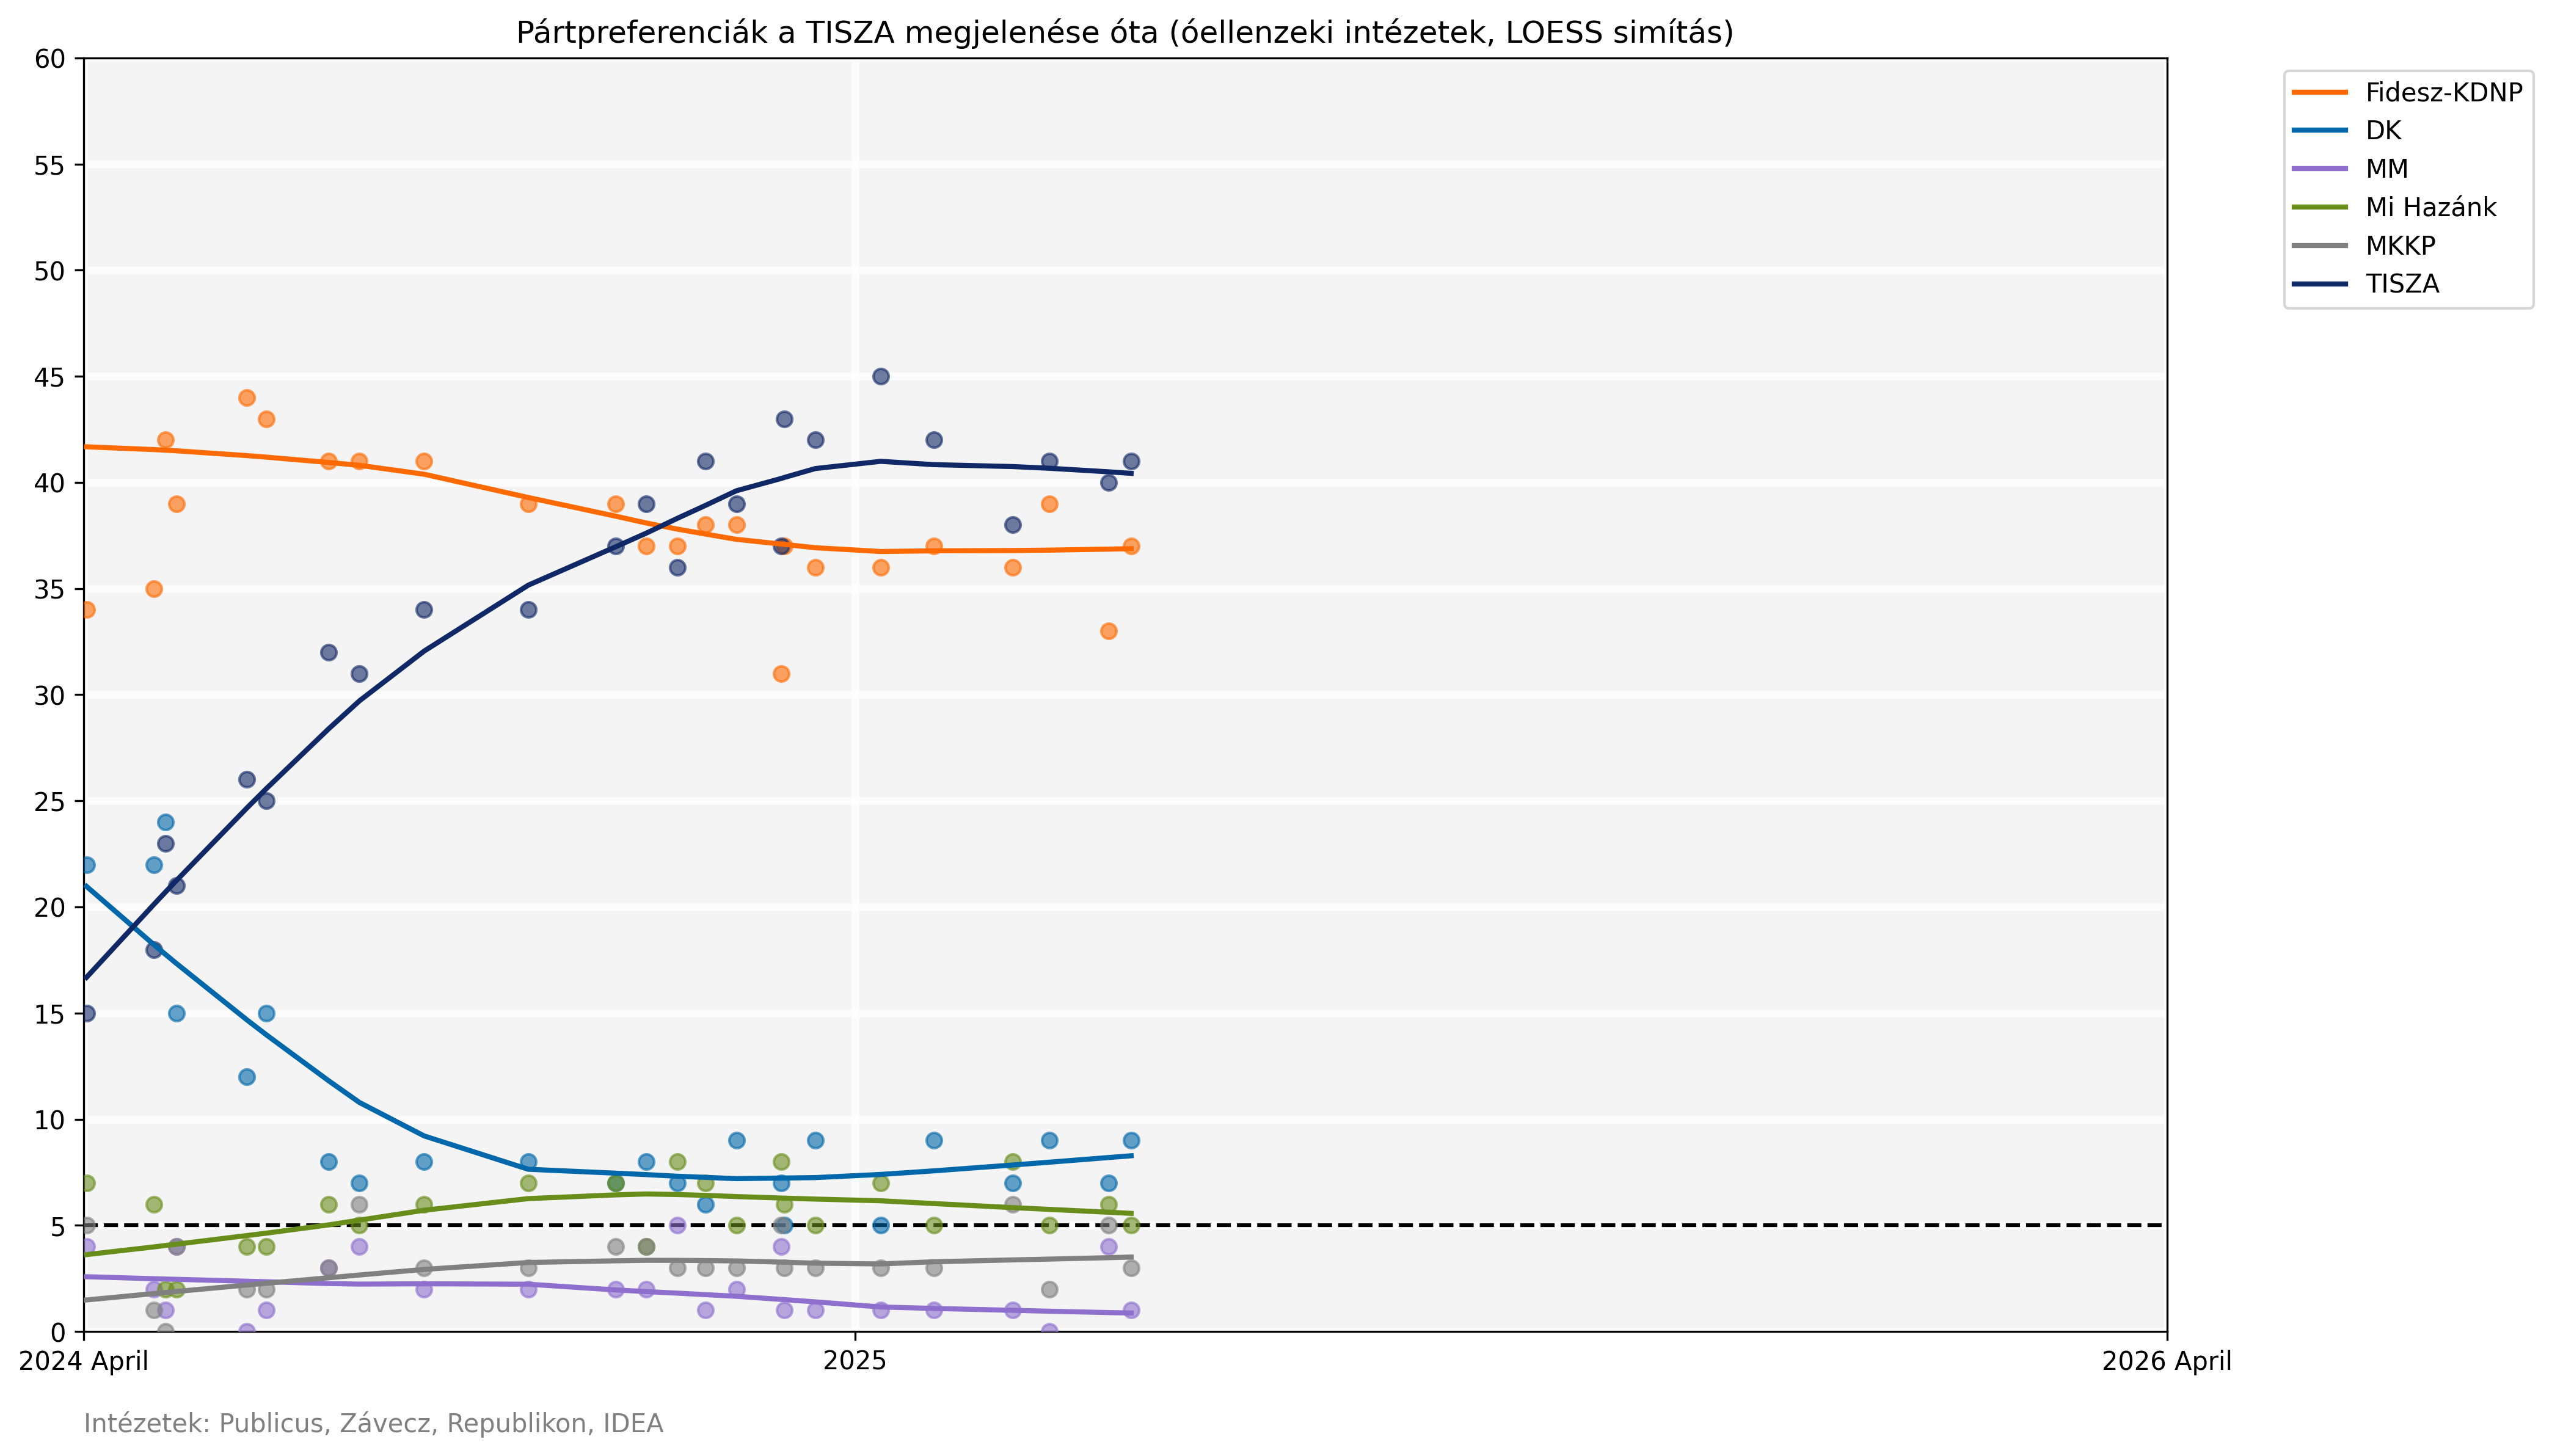 Pártpreferenciák a TISZA megjelenése óta (óellenzeki intézetek, LOESS simítás)
60
55
50
45
40
35
30
25
20
15
10
5
0
2024 April
2025
2026 April
Fidesz-KDNP
DK
MM
Mi Hazánk
MKKP
TISZA
Intézetek: Publicus, Závecz, Republikon, IDEA